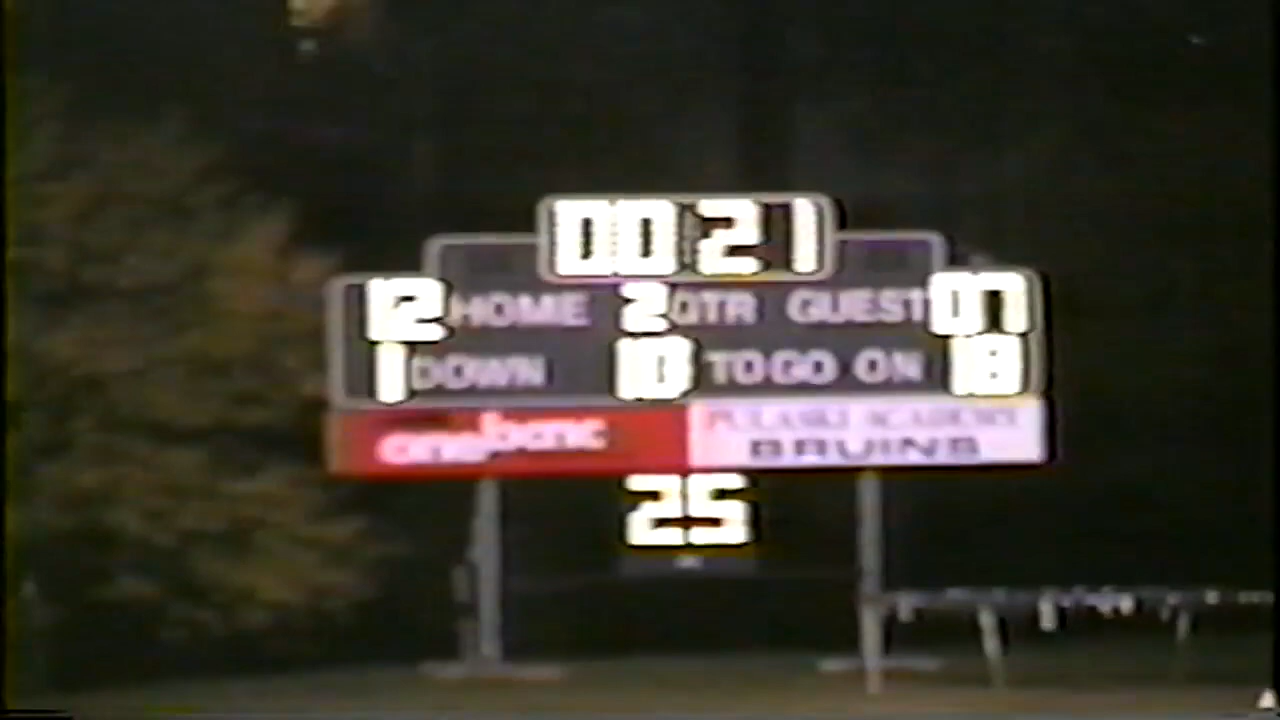 00:21
12 HOME 2 QTR GUEST 07
1 DOWN 10 TO GO ON 18
onebanc PULASKI ACADEMY
BRUINS
25